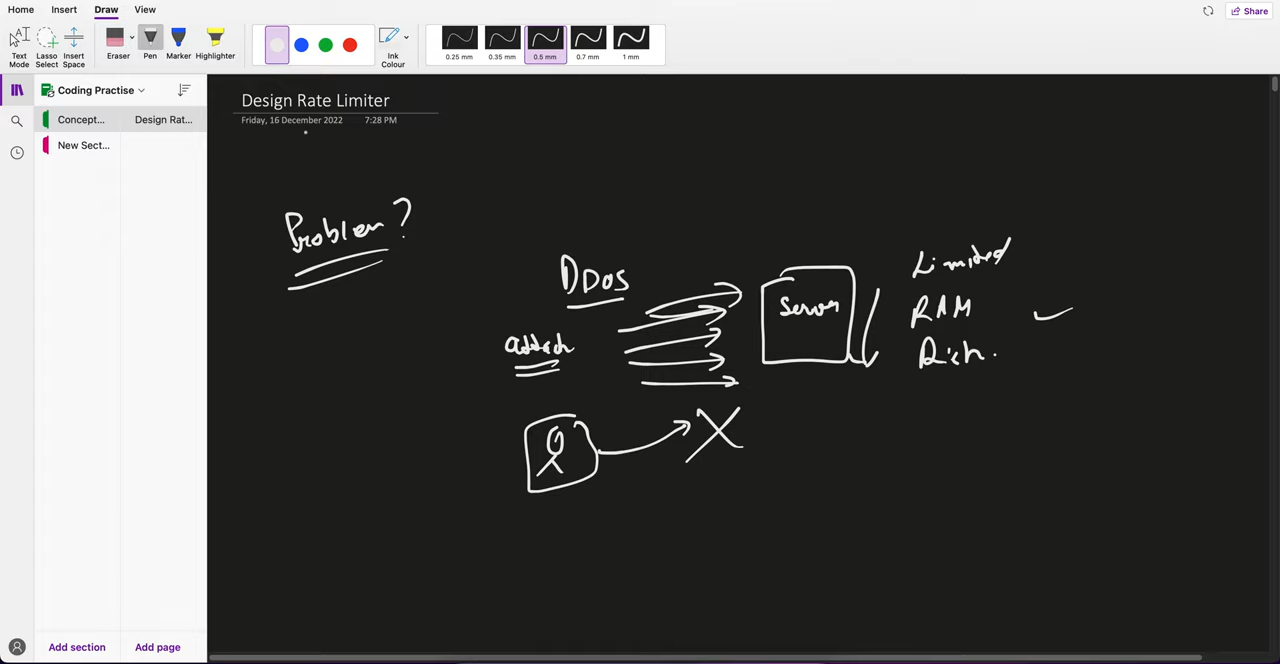 Home Insert Draw View
Share
Text Mode
Lasso Select
Insert Space
Eraser
Pen
Marker
Highlighter
Ink Colour
0.25 mm
0.35 mm
0.5 mm
0.7 mm
1 mm
Coding Practise
Concept...
Design Rat...
New Sect...
Design Rate Limiter
Friday, 16 December 2022 7:28 PM
Problem?
DDOS
attack
Server
Limited
RAM
Add section
Add page